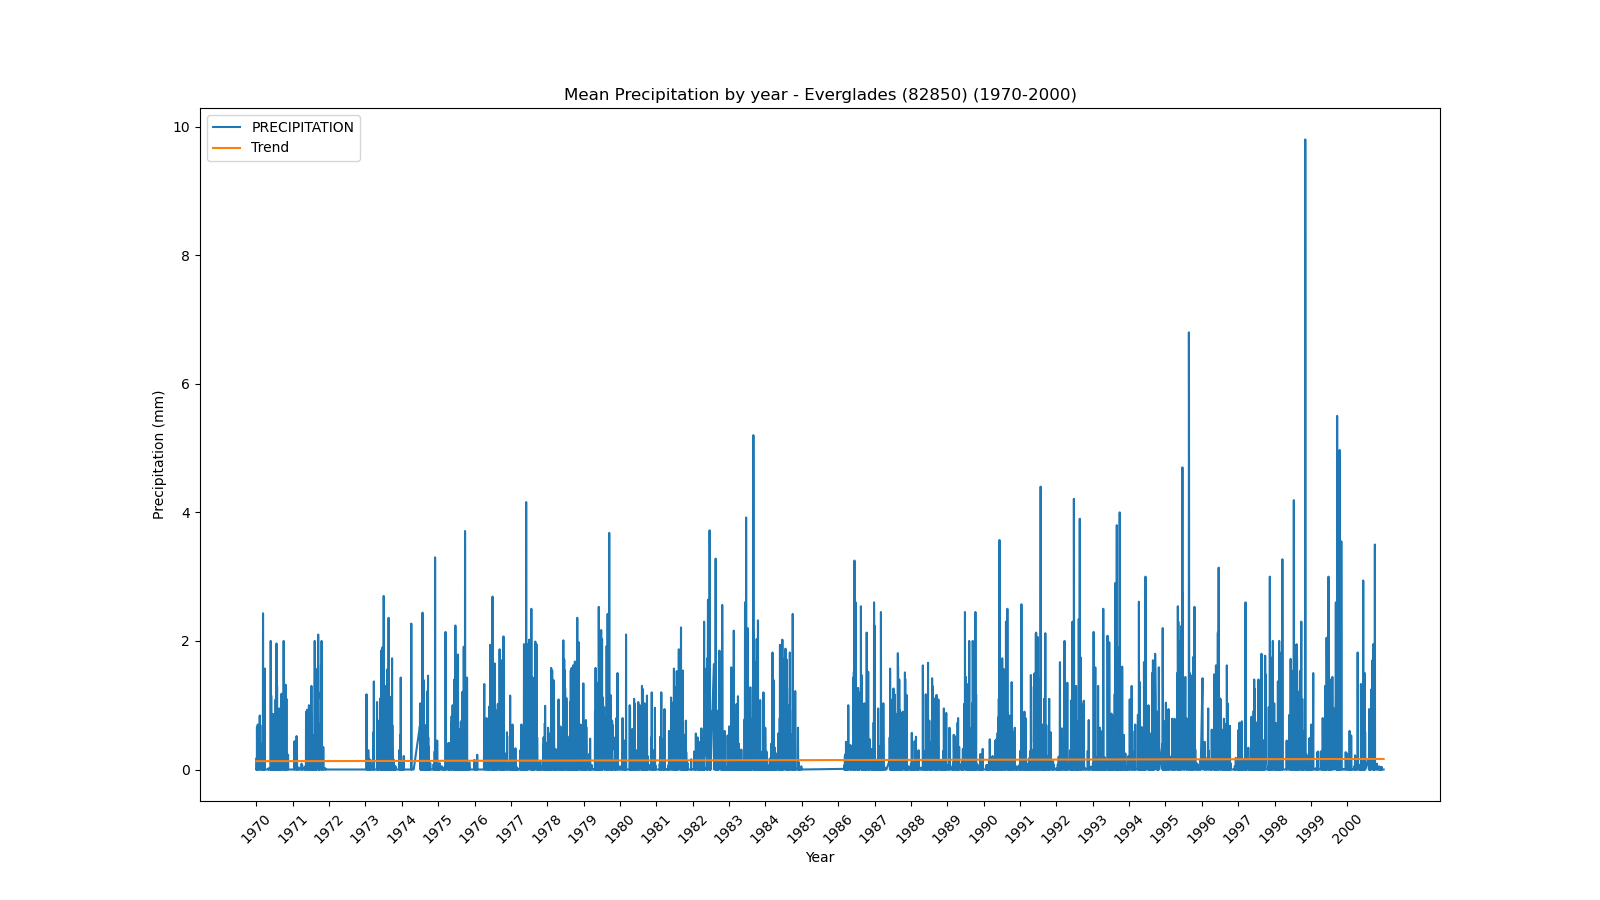 Mean Precipitation by year - Everglades (82850) (1970-2000)
PRECIPITATION
Trend
10
8
6
4
2
0
Precipitation (mm)
1970 1971 1972 1973 1974 1975 1976 1977 1978 1979 1980 1981 1982 1983 1984 1985 1986 1987 1988 1989 1990 1991 1992 1993 1994 1995 1996 1997 1998 1999 2000
Year